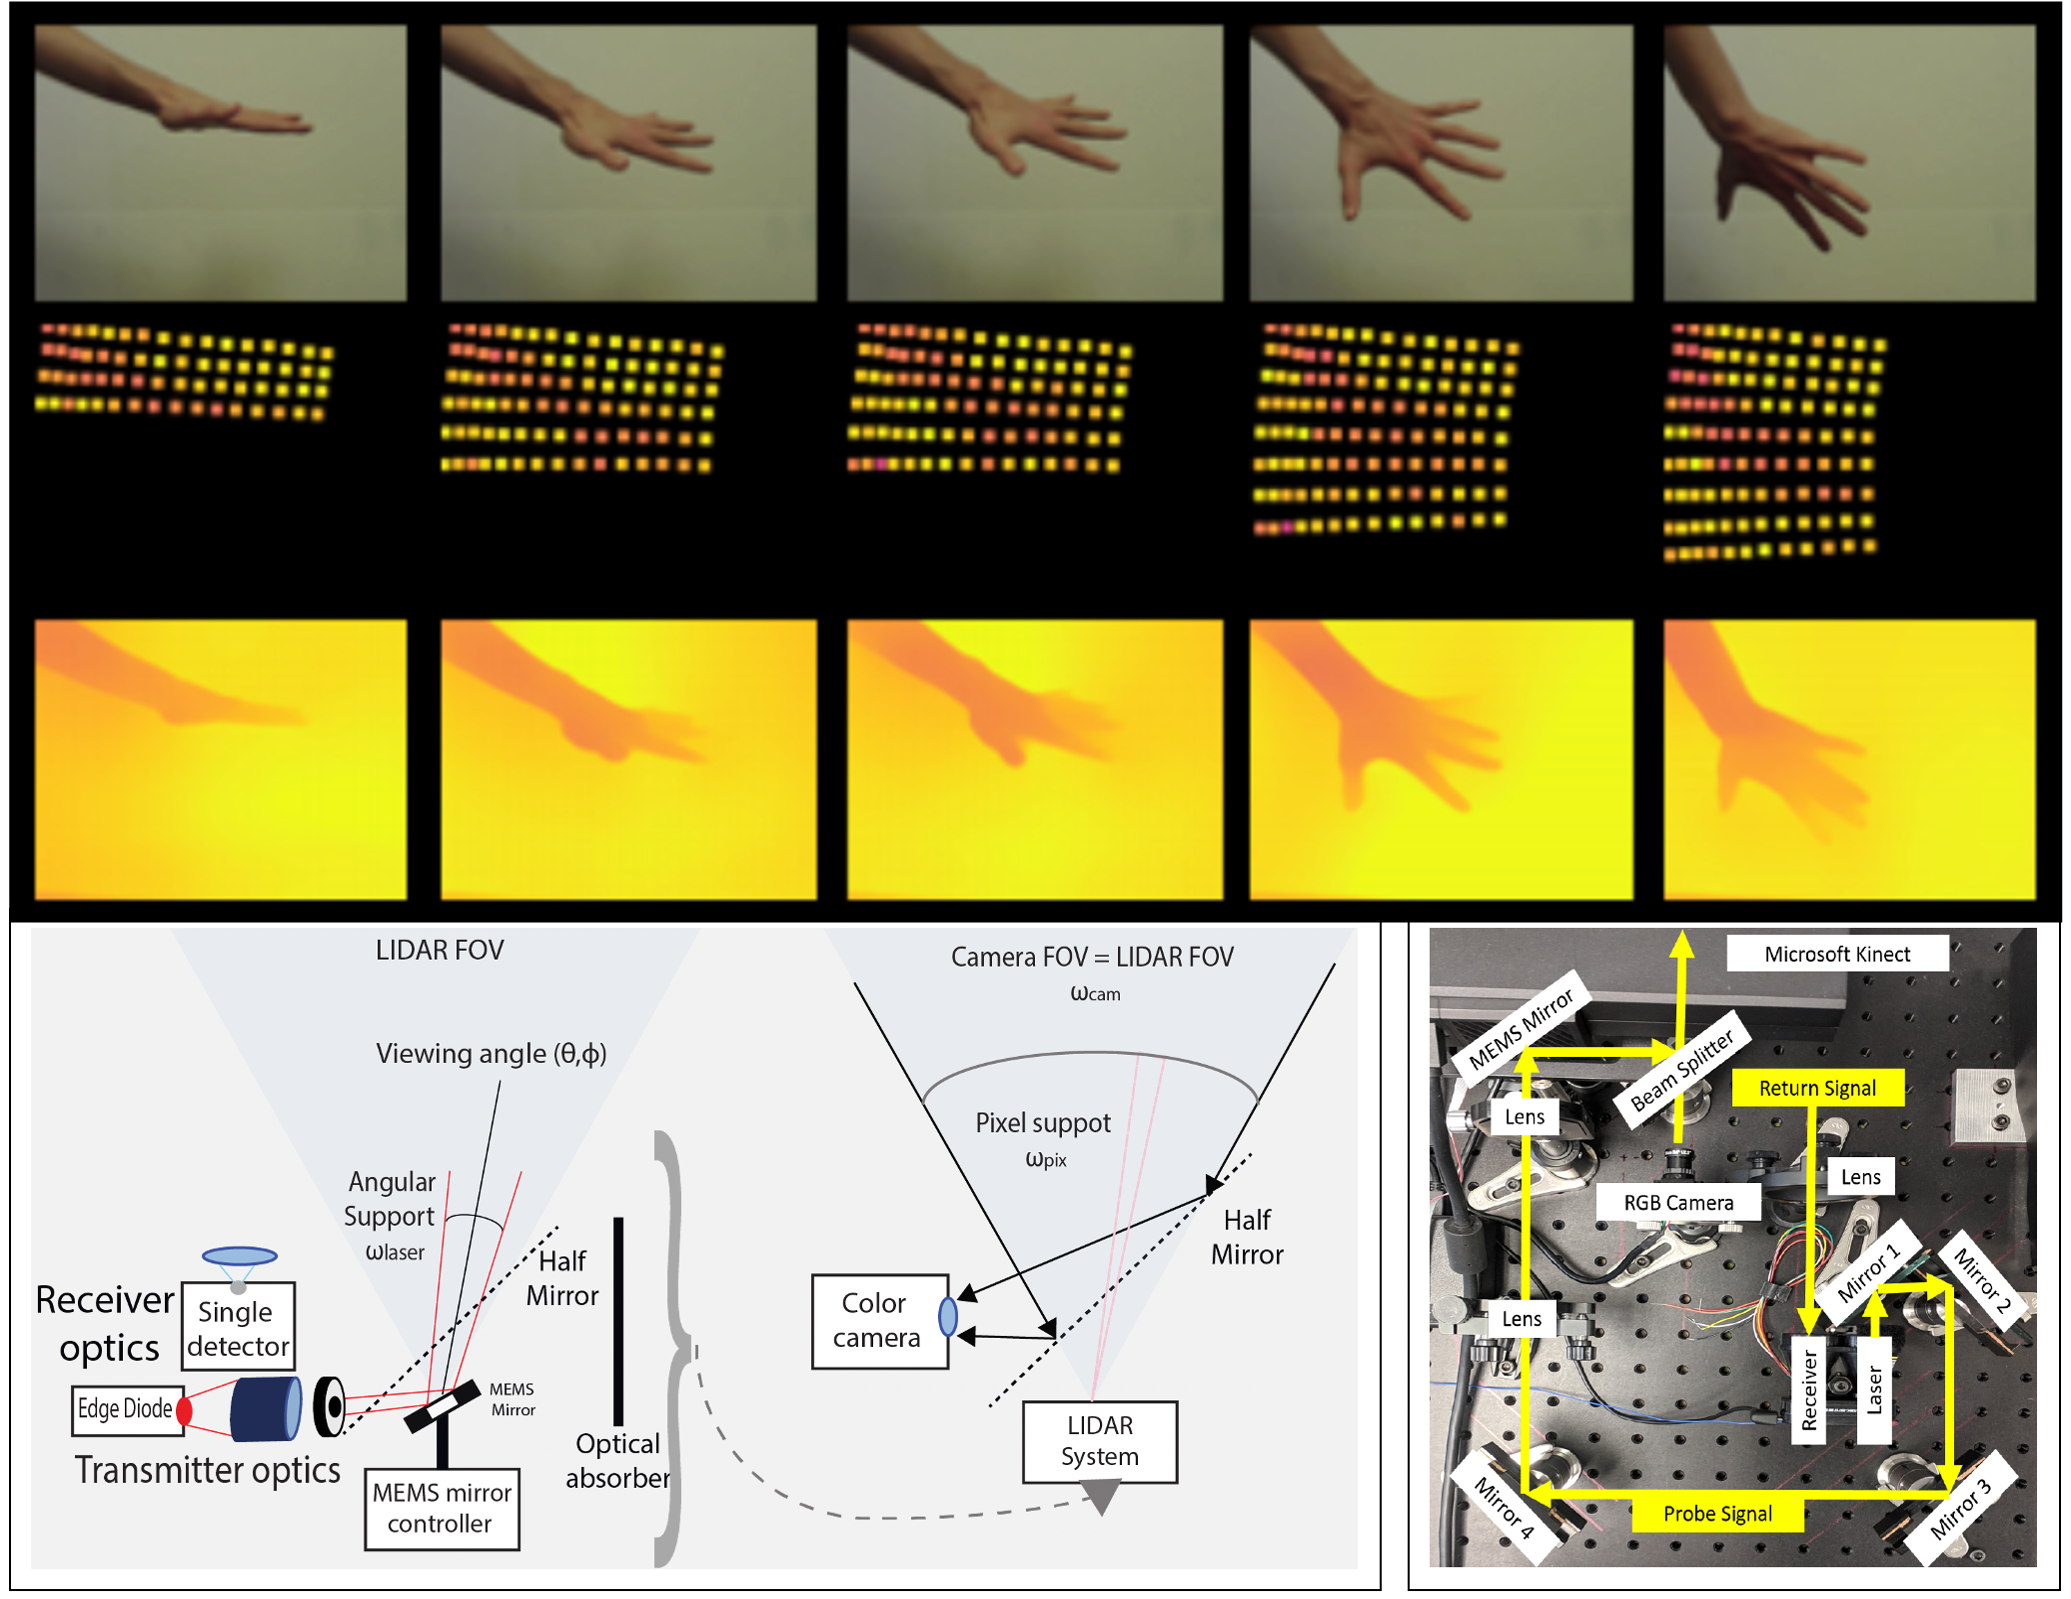 LIDAR FOV
Viewing angle (θ,ϕ)
Angular
Support
ωlaser
Half
Mirror
Receiver
optics
Single
detector
Edge Diode
MEMS
Mirror
Transmitter optics
Optical
absorber
MEMS mirror
controller
Camera FOV = LIDAR FOV
ωcam
Pixel suppot
ωpix
Half
Mirror
Color
camera
LIDAR
System
Microsoft Kinect
MEMS Mirror
Beam Splitter
Return Signal
Lens
Lens
RGB Camera
Mirror 1
Mirror 2
Lens
Receiver
Laser
Mirror 4
Probe Signal
Mirror 3